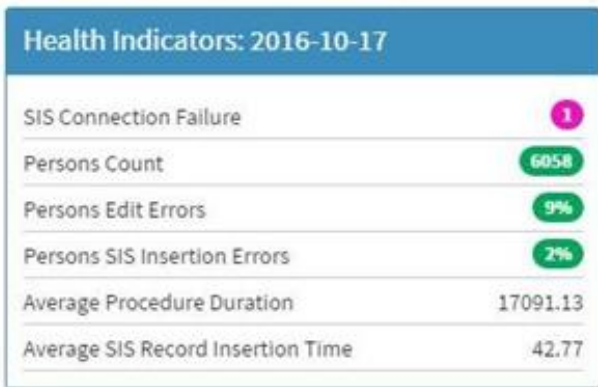 Health Indicators: 2016-10-17
SIS Connection Failure 1
Persons Count 6058
Persons Edit Errors 9%
Persons SIS Insertion Errors 2%
Average Procedure Duration 17091.13
Average SIS Record Insertion Time 42.77